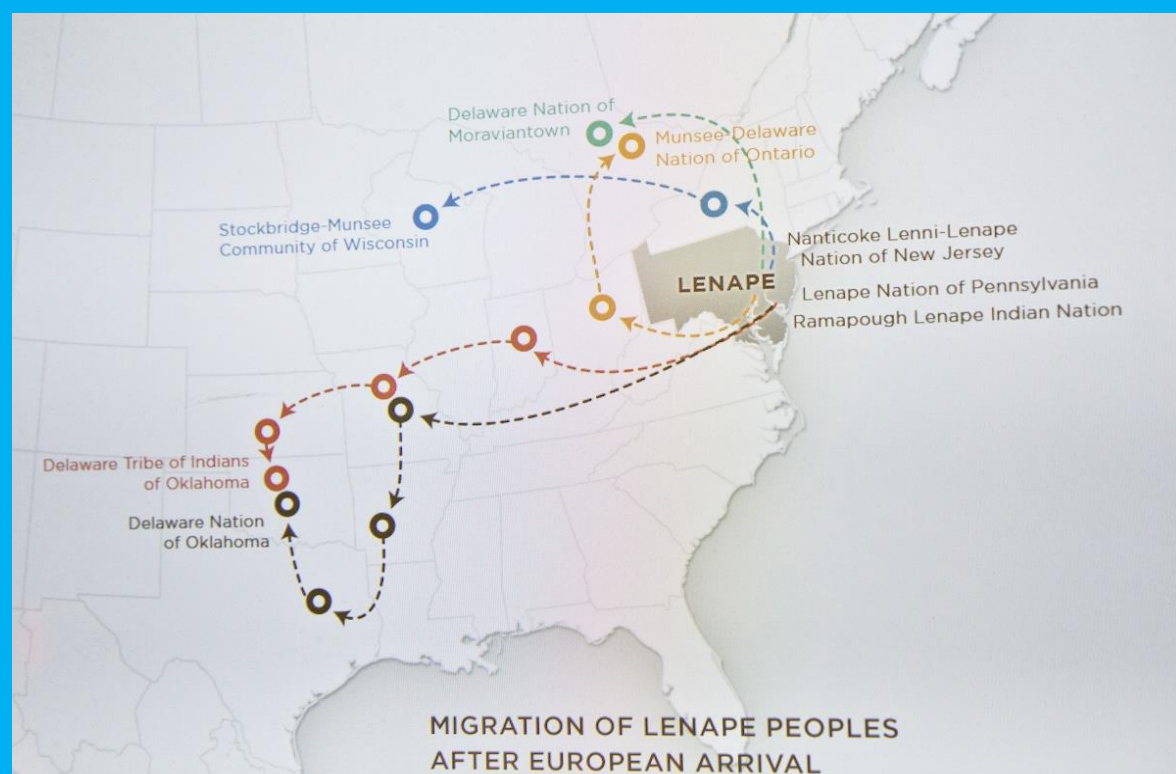 Delaware Nation of
Moraviantown
Munsee-Delaware
Nation of Ontario
Stockbridge-Munsee
Community of Wisconsin
Nanticoke Lenni-Lenape
Nation of New Jersey
LENAPE
Lenape Nation of Pennsylvania
Ramapough Lenape Indian Nation
Delaware Tribe of Indians
of Oklahoma
Delaware Nation
of Oklahoma
MIGRATION OF LENAPE PEOPLES
AFTER EUROPEAN ARRIVAL